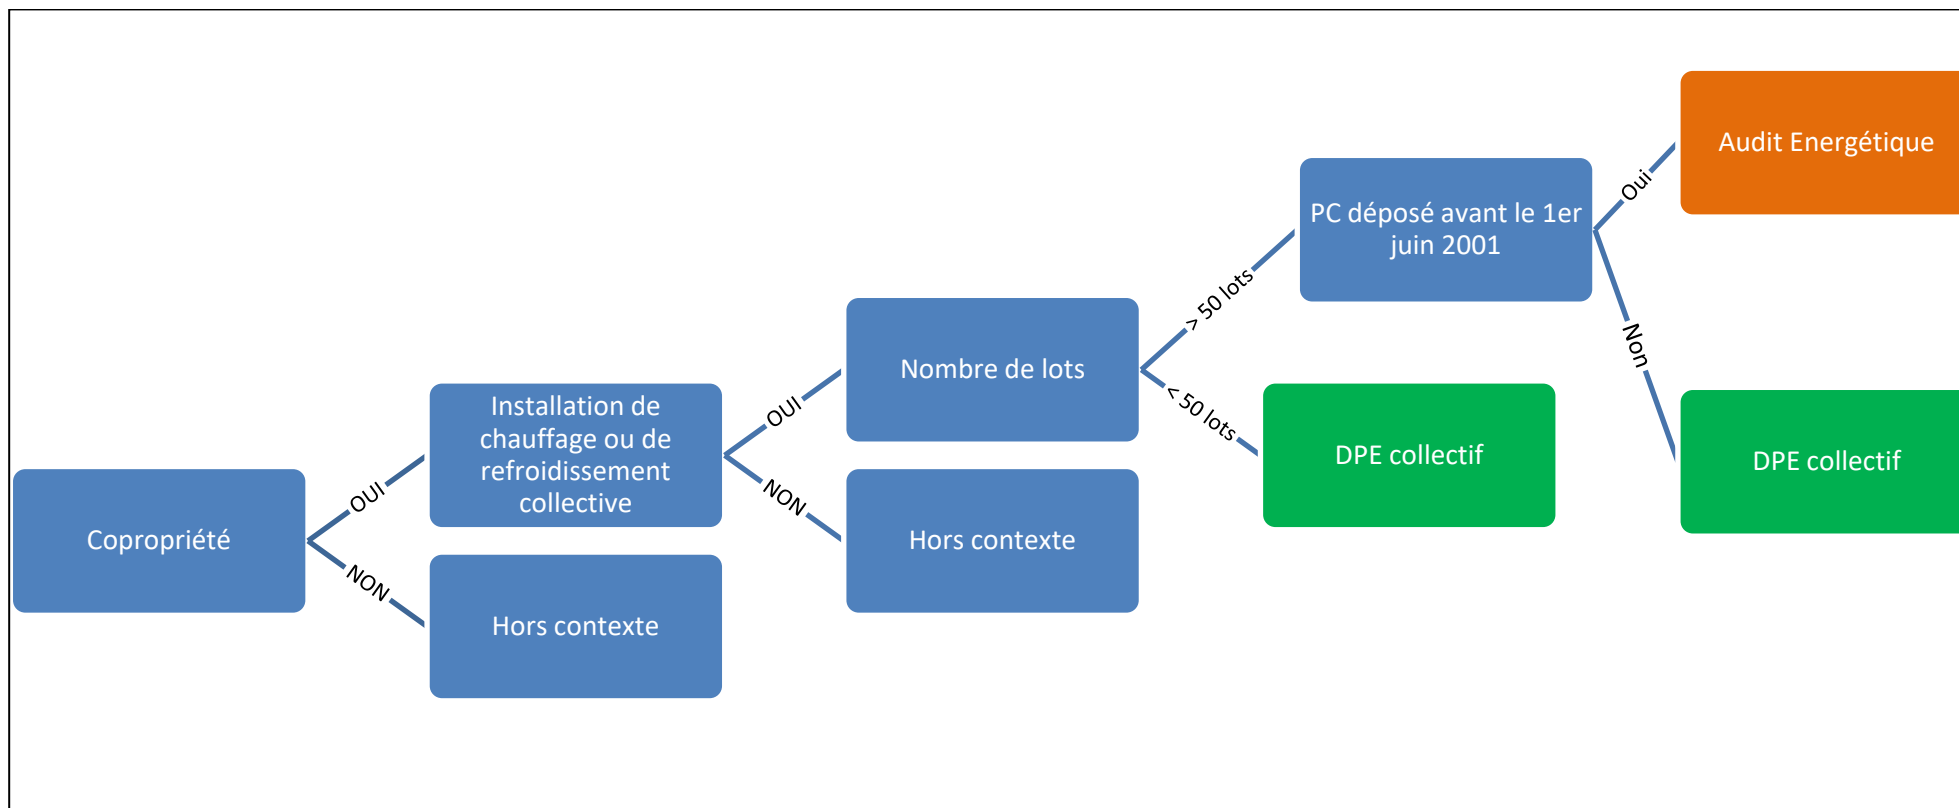 Copropriété
OUI
NON
Installation de
chauffage ou de
refroidissement
collective
Hors contexte
OUI
NON
Nombre de lots
Hors contexte
> 50 lots
< 50 lots
PC déposé avant le 1er
juin 2001
DPE collectif
Oui
Non
Audit Energétique
DPE collectif